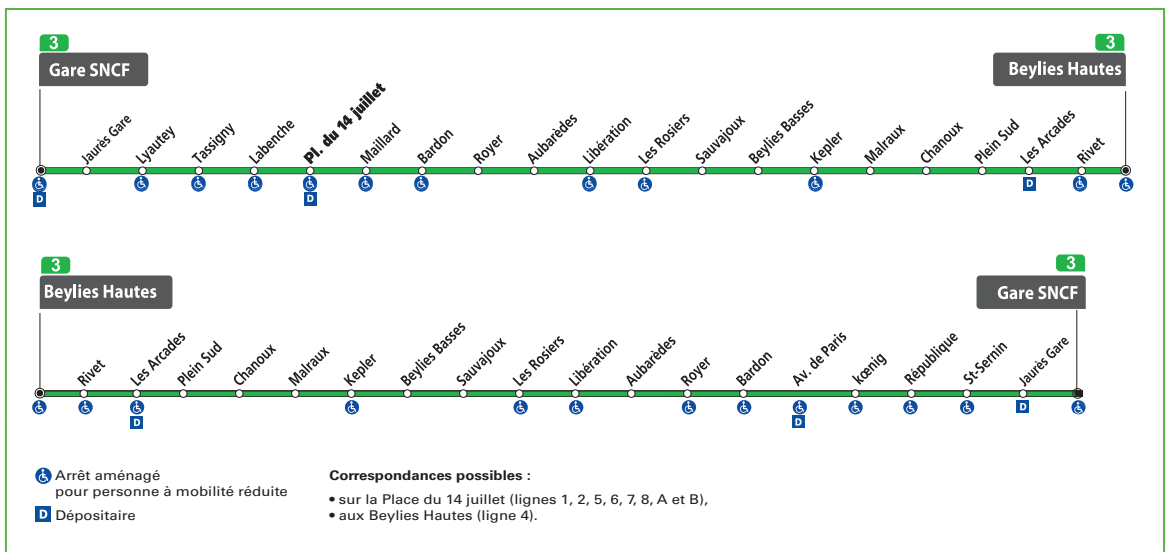 3
3
Gare SNCF
Beylies Hautes
Jaurès Gare
Lyautey
Tassigny
Labenche
Pl. du 14 juillet
Maillard
Bardon
Royer
Aubarèdes
Libération
Les Rosiers
Sauvajoux
Beylies Basses
Kepler
Malraux
Chanoux
Plein Sud
Les Arcades
Rivet
D
D
D
3
3
Beylies Hautes
Gare SNCF
Rivet
Les Arcades
Plein Sud
Chanoux
Malraux
Kepler
Beylies Basses
Sauvajoux
Les Rosiers
Libération
Aubarèdes
Royer
Bardon
Av. de Paris
kœnig
République
St-Sernin
Jaurès Gare
D
D
D
Arrêt aménagé
pour personne à mobilité réduite
D Dépositaire
Correspondances possibles :
• sur la Place du 14 juillet (lignes 1, 2, 5, 6, 7, 8, A et B),
• aux Beylies Hautes (ligne 4).